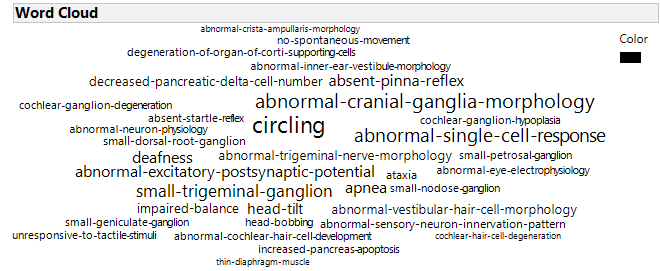 Word Cloud
abnormal-crista-ampullaris-morphology
Color
no-spontaneous-movement
degeneration-of-organ-of-corti-supporting-cells
abnormal-inner-ear-vestibule-morphology
decreased-pancreatic-delta-cell-number absent-pinna-reflex
cochlear-ganglion-degeneration abnormal-cranial-ganglia-morphology
absent-startle-reflex circling cochlear-ganglion-hypoplasia
abnormal-neuron-physiology abnormal-single-cell-response
small-dorsal-root-ganglion
deafness abnormal-trigeminal-nerve-morphology small-petrosal-ganglion
abnormal-excitatory-postsynaptic-potential ataxia abnormal-eye-electrophysiology
small-trigeminal-ganglion apnea small-nodose-ganglion
impaired-balance head-tilt abnormal-vestibular-hair-cell-morphology
small-geniculate-ganglion head-bobbing abnormal-sensory-neuron-innervation-pattern
unresponsive-to-tactile-stimuli abnormal-cochlear-hair-cell-development cochlear-hair-cell-degeneration
increased-pancreas-apoptosis
thin-diaphragm-muscle